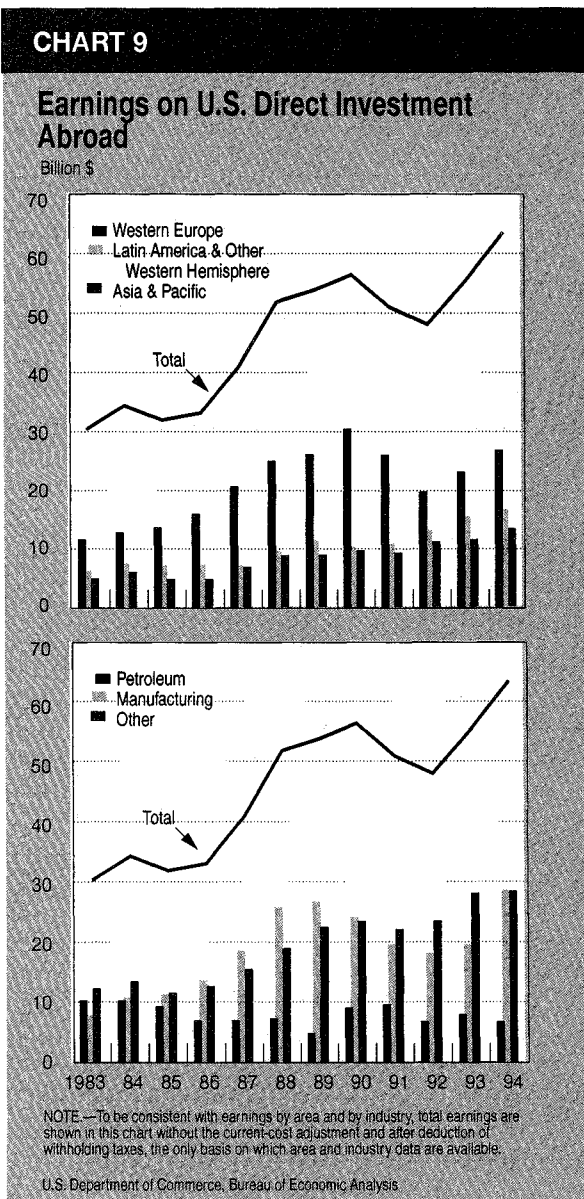 CHART 9
Earnings on U.S. Direct Investment
Abroad
Billion $
70
60
50
40
30
20
10
0
Western Europe
Latin America & Other
Western Hemisphere
Asia & Pacific
Total
70
60
50
40
30
20
10
0
Petroleum
Manufacturing
Other
Total
1983 84 85 86 87 88 89 90 91 92 93 94
NOTE.—To be consistent with earnings by area and by industry, total earnings are
shown in this chart without the current-cost adjustment and after deduction of
withholding taxes, the only basis on which area and industry data are available.
U.S. Department of Commerce, Bureau of Economic Analysis